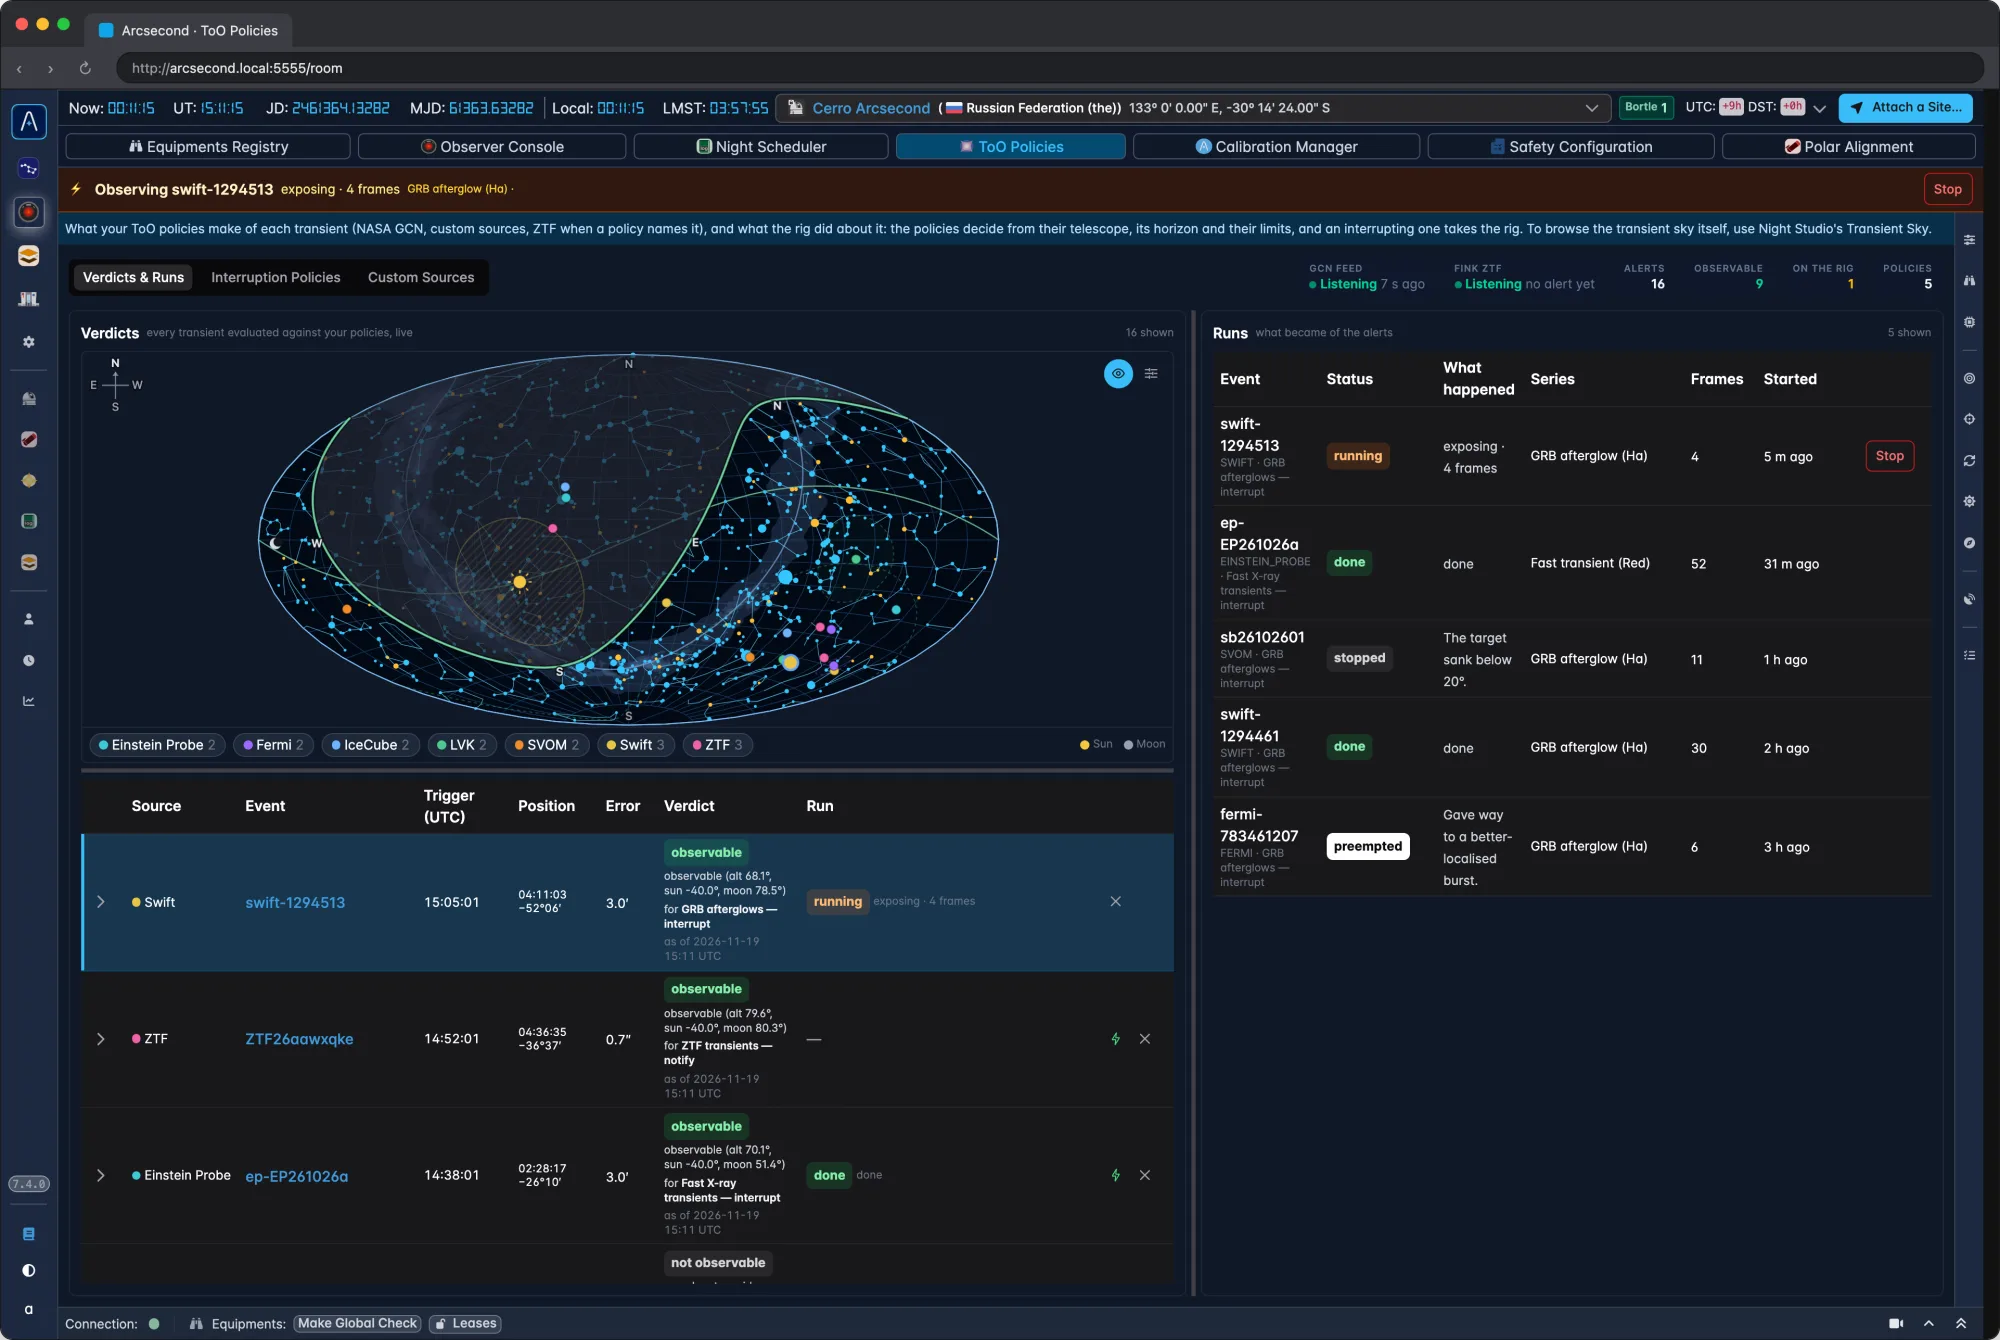 Arcsecond · ToO Policies
http://arcsecond.local:5555/room
Now: 00:11:15 UT: 15:11:15 JD: 2461364.13282 MJD: 61363.63282 Local: 00:11:15 LMST: 03:57:55 Cerro Arcsecond ( Russian Federation (the)) 133° 0' 0.00" E, -30° 14' 24.00" S Bortle 1 UTC: +9h DST: +0h Attach a Site...
Equipments Registry Observer Console Night Scheduler ToO Policies Calibration Manager Safety Configuration Polar Alignment
Observing swift-1294513 exposing · 4 frames GRB afterglow (Ha) · Stop
What your ToO policies make of each transient (NASA GCN, custom sources, ZTF when a policy names it), and what the rig did about it: the policies decide from their telescope, its horizon and their limits, and an interrupting one takes the rig. To browse the transient sky itself, use Night Studio's Transient Sky.
Verdicts & Runs Interruption Policies Custom Sources
GCN FEED FINK ZTF ALERTS OBSERVABLE ON THE RIG POLICIES
Listening 7 s ago Listening no alert yet 16 9 1 5
Verdicts every transient evaluated against your policies, live 16 shown
N
E W
S
N
N
W
E
S
S
Einstein Probe 2 Fermi 2 IceCube 2 LVK 2 SVOM 2 Swift 3 ZTF 3 Sun Moon
Source Event Trigger (UTC) Position Error Verdict Run
observable
Swift swift-1294513 15:05:01 04:11:03 −52°06′ 3.0′
observable (alt 68.1°,
sun -40.0°, moon 78.5°)
for GRB afterglows —
interrupt
as of 2026-11-19
15:11 UTC
running exposing · 4 frames
observable
ZTF ZTF26aawxqke 14:52:01 04:36:35 −36°37′ 0.7″
observable (alt 79.6°,
sun -40.0°, moon 80.3°)
for ZTF transients —
notify
as of 2026-11-19
15:11 UTC
—
observable
Einstein Probe ep-EP261026a 14:38:01 02:28:17 −26°10′ 3.0′
observable (alt 70.1°,
sun -40.0°, moon 51.4°)
for Fast X-ray
transients — interrupt
as of 2026-11-19
15:11 UTC
done done
not observable
Runs what became of the alerts 5 shown
Event Status What happened Series Frames Started
swift-
1294513
SWIFT · GRB
afterglows —
interrupt
running
exposing ·
4 frames
GRB afterglow (Ha) 4 5 m ago Stop
ep-
EP261026a
EINSTEIN_PROBE
· Fast X-ray
transients —
interrupt
done
done
Fast transient (Red) 52 31 m ago
sb26102601
SVOM · GRB
afterglows —
interrupt
stopped
The target
sank below
20°.
GRB afterglow (Ha) 11 1 h ago
swift-
1294461
SWIFT · GRB
afterglows —
interrupt
done
done
GRB afterglow (Ha) 30 2 h ago
fermi-
783461207
FERMI · GRB
afterglows —
interrupt
preempted
Gave way
to a better-
localised
burst.
GRB afterglow (Ha) 6 3 h ago
7.4.0
a
Connection: Equipments: Make Global Check Leases